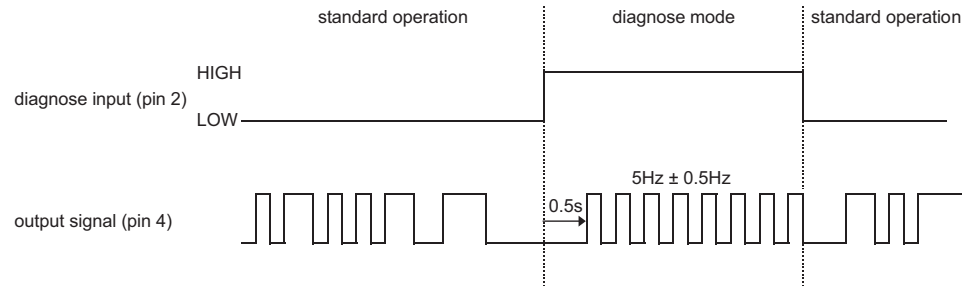 standard operation diagnose mode standard operation
HIGH
diagnose input (pin 2)
LOW
5Hz ± 0.5Hz
0.5s
output signal (pin 4)